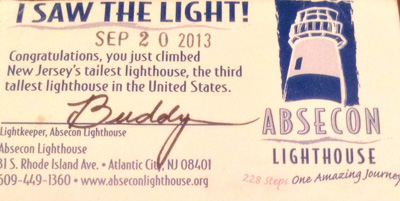 I SAW THE LIGHT!
SEP 20 2013
Congratulations, you just climbed
New Jersey's tallest lighthouse, the third
tallest lighthouse in the United States.
Buddy
Lightkeeper, Absecon Lighthouse
Absecon Lighthouse
31 S. Rhode Island Ave. • Atlantic City, NJ 08401
609-449-1360 • www.abseconlighthouse.org
ABSECON
LIGHTHOUSE
228 Steps One Amazing Journey